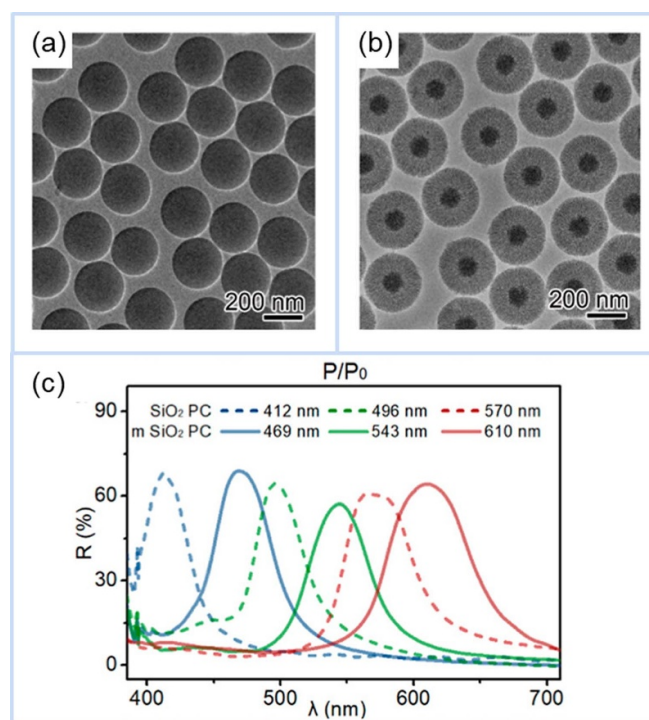 (a)
200 nm
(b)
200 nm
(c)
P/P₀
SiO₂ PC 412 nm 496 nm 570 nm
m SiO₂ PC 469 nm 543 nm 610 nm
90
60
30
0
R (%)
400 500 600 700
λ (nm)